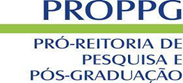 PROPPG
PRÓ-REITORIA DE
PESQUISA E
PÓS-GRADUAÇÃO